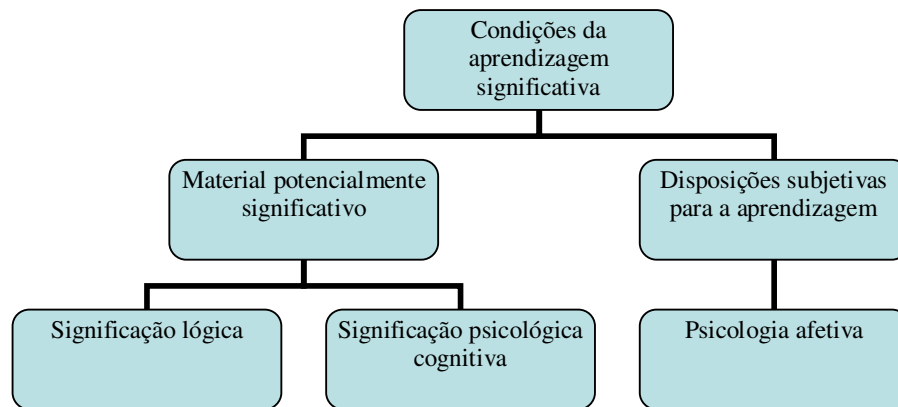 Condições da
aprendizagem
significativa
Material potencialmente
significativo
Disposições subjetivas
para a aprendizagem
Significação lógica
Significação psicológica
cognitiva
Psicologia afetiva